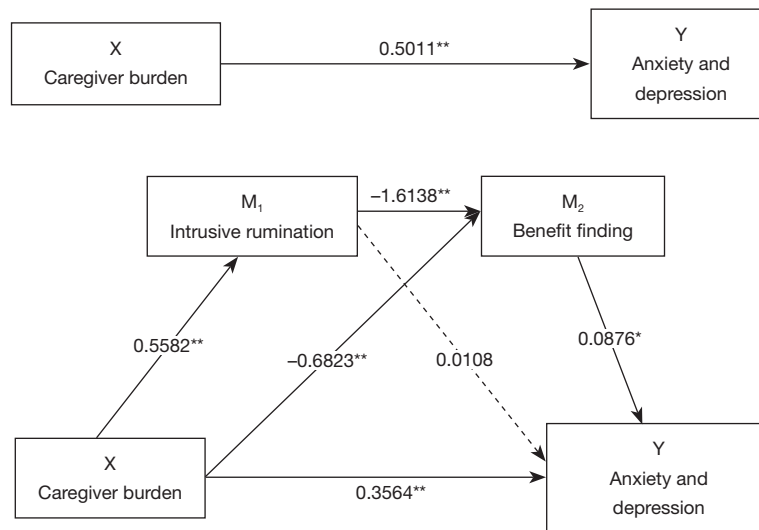 X
Caregiver burden
0.5011**
Y
Anxiety and
depression
M₁
Intrusive rumination
–1.6138**
M₂
Benefit finding
0.5582**
–0.6823**
0.0108
0.0876*
X
Caregiver burden
0.3564**
Y
Anxiety and
depression